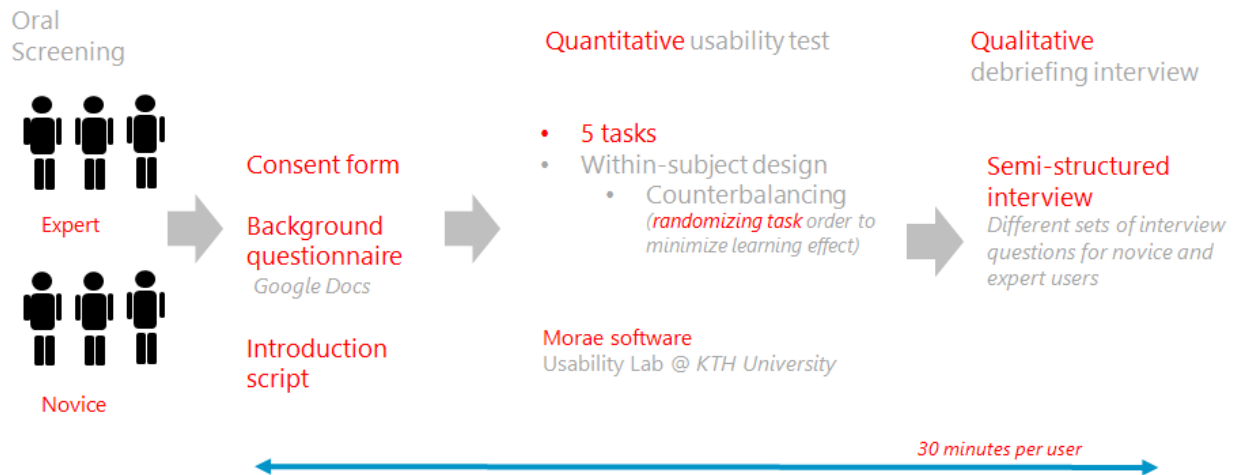 Oral
Screening
Expert
Novice
Consent form
Background
questionnaire
Google Docs
Introduction
script
Quantitative usability test
• 5 tasks
• Within-subject design
• Counterbalancing
(randomizing task order to
minimize learning effect)
Morae software
Usability Lab @ KTH University
Qualitative
debriefing interview
Semi-structured
interview
Different sets of interview
questions for novice and
expert users
30 minutes per user